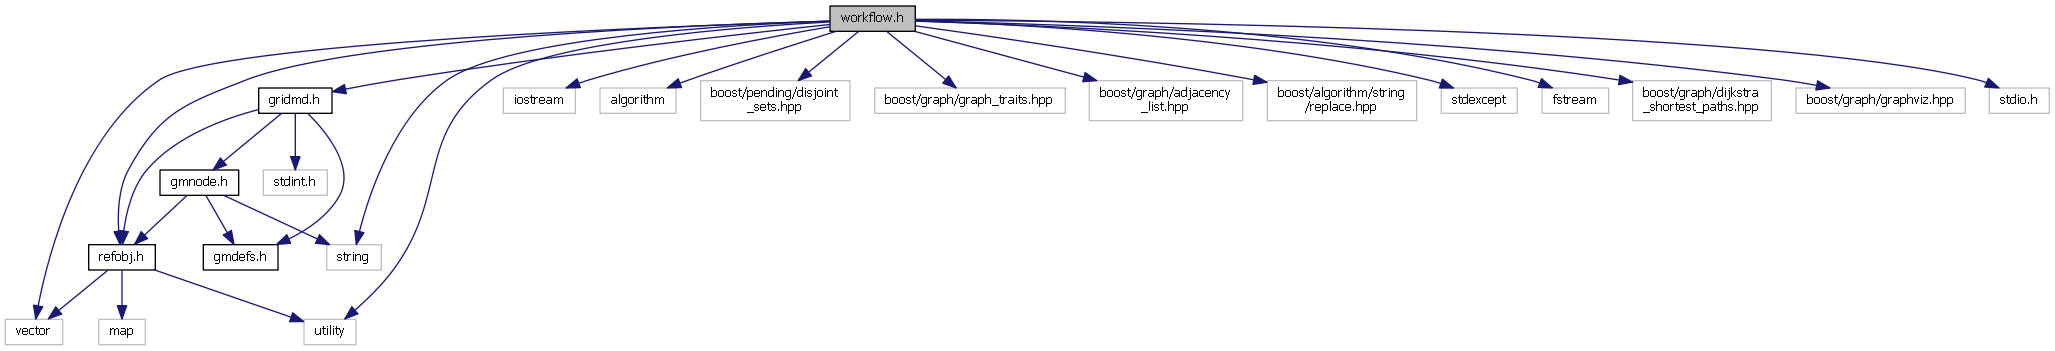 workflow.h
gridmd.h
iostream
algorithm
boost/pending/disjoint
_sets.hpp
boost/graph/graph_traits.hpp
boost/graph/adjacency
_list.hpp
boost/algorithm/string
/replace.hpp
stdexcept
fstream
boost/graph/dijkstra
_shortest_paths.hpp
boost/graph/graphviz.hpp
stdio.h
gmnode.h
stdint.h
refobj.h
gmdefs.h
string
vector
map
utility